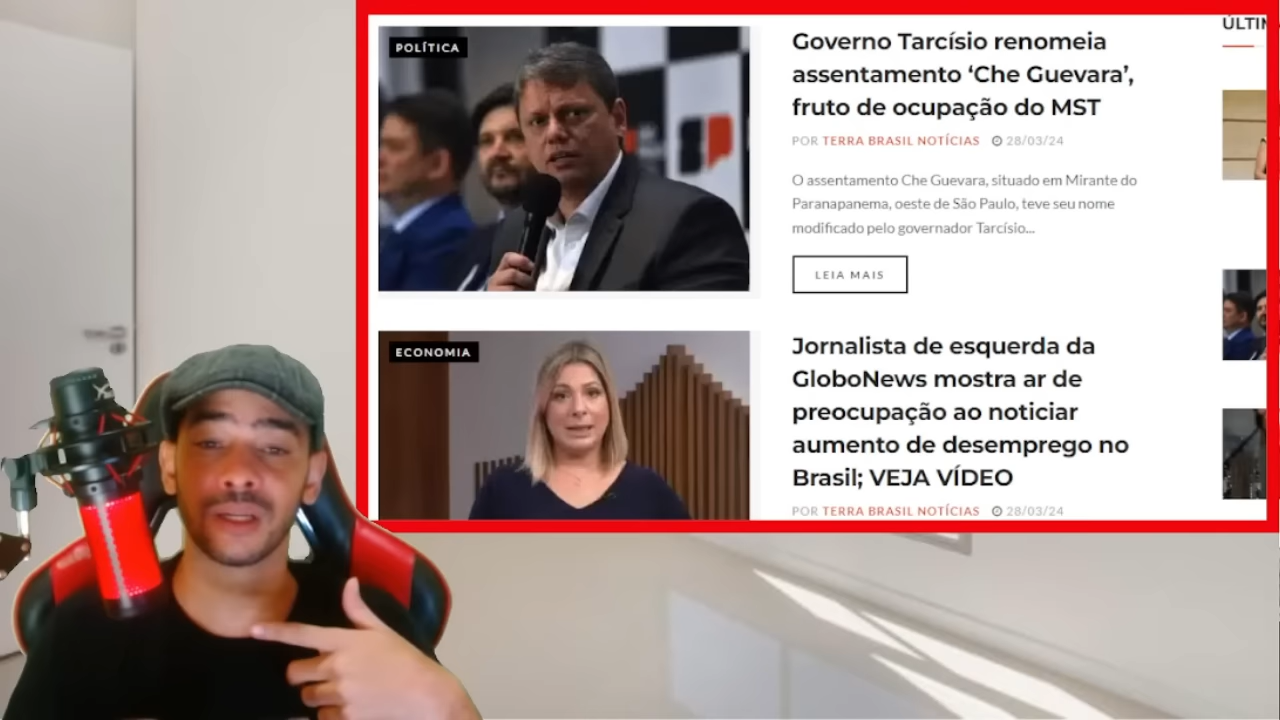 POLÍTICA
Governo Tarcísio renomeia
assentamento ‘Che Guevara’,
fruto de ocupação do MST
POR TERRA BRASIL NOTÍCIAS 28/03/24
O assentamento Che Guevara, situado em Mirante do
Paranapanema, oeste de São Paulo, teve seu nome
modificado pelo governador Tarcísio...
LEIA MAIS
ECONOMIA
Jornalista de esquerda da
GloboNews mostra ar de
preocupação ao noticiar
aumento de desemprego no
Brasil; VEJA VÍDEO
POR TERRA BRASIL NOTÍCIAS 28/03/24